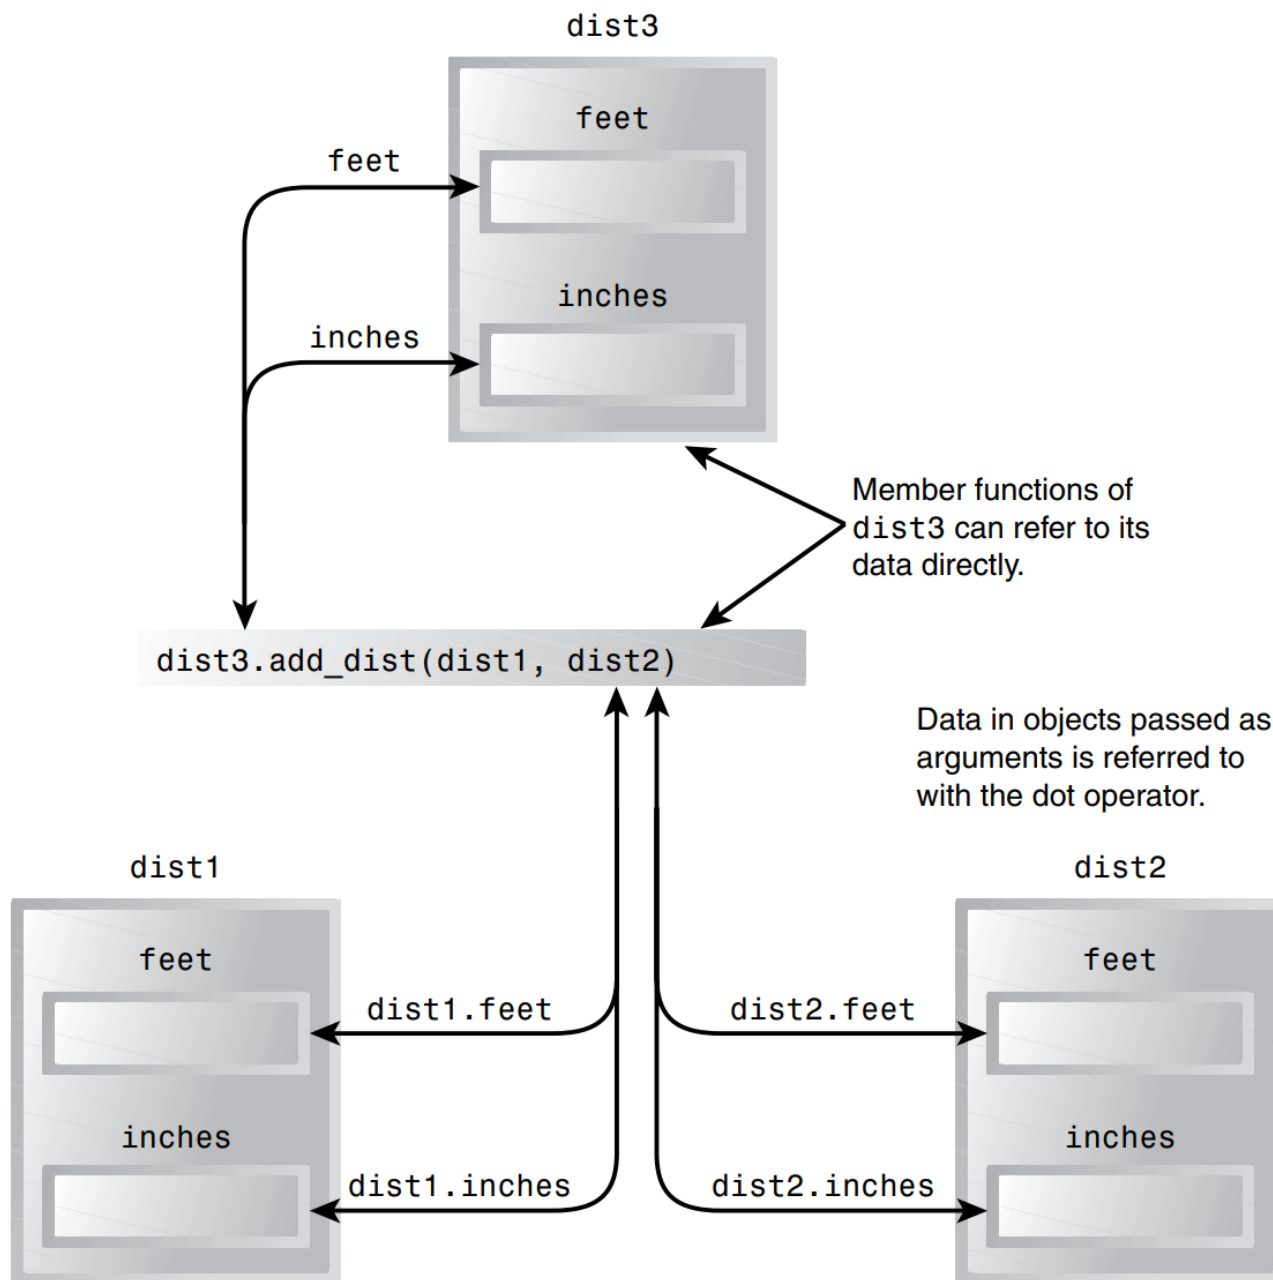 dist3
feet
feet
inches
inches
Member functions of
dist3 can refer to its
data directly.
dist3.add_dist(dist1, dist2)
Data in objects passed as
arguments is referred to
with the dot operator.
dist1
dist2
feet
feet
dist1.feet
dist2.feet
inches
inches
dist1.inches
dist2.inches